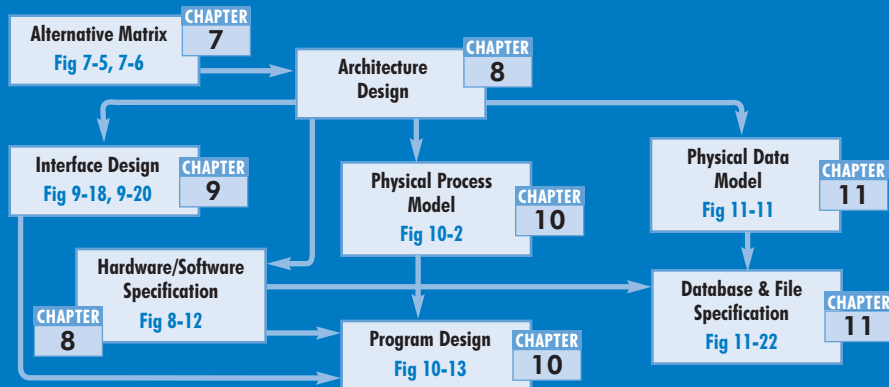 Alternative Matrix
Fig 7-5, 7-6
CHAPTER
7
Architecture
Design
CHAPTER
8
Interface Design
Fig 9-18, 9-20
CHAPTER
9
Physical Process
Model
Fig 10-2
CHAPTER
10
Physical Data
Model
Fig 11-11
CHAPTER
11
Hardware/Software
Specification
Fig 8-12
CHAPTER
8
Database & File
Specification
Fig 11-22
CHAPTER
11
Program Design
Fig 10-13
CHAPTER
10